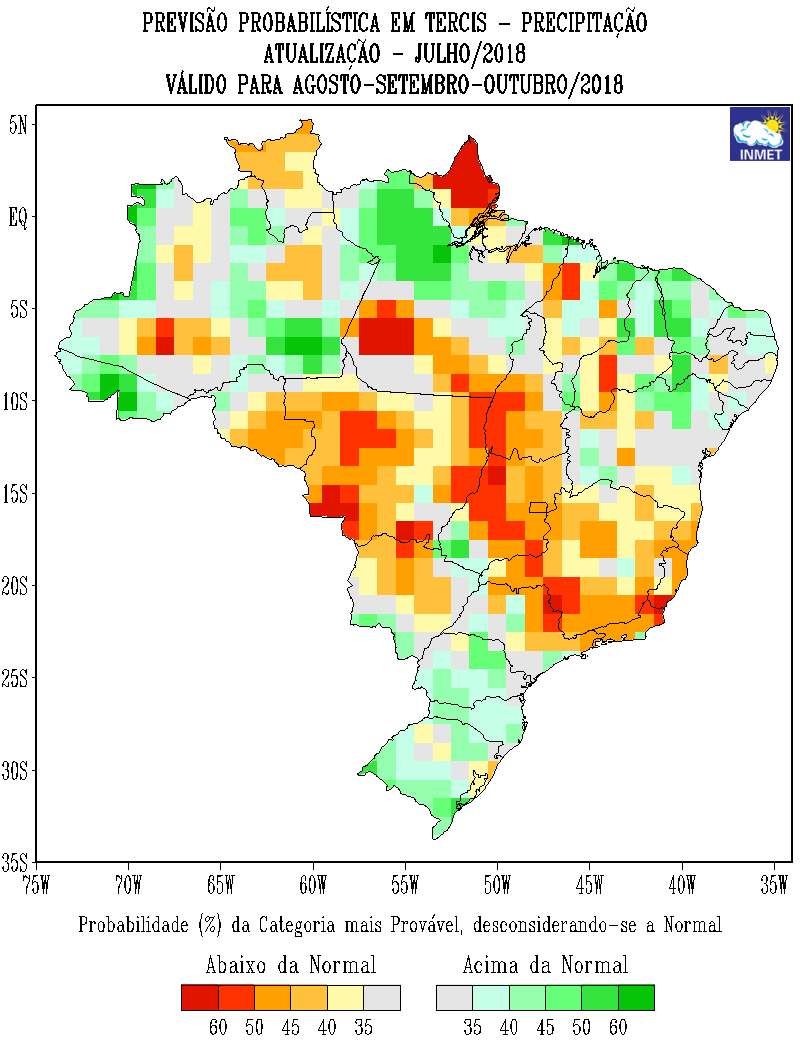 PREVISÃO PROBABILÍSTICA EM TERCIS - PRECIPITAÇÃO
ATUALIZAÇÃO - JULHO/2018
VÁLIDO PARA AGOSTO-SETEMBRO-OUTUBRO/2018
INMET
5N
EQ
5S
10S
15S
20S
25S
30S
35S
75W 70W 65W 60W 55W 50W 45W 40W 35W
Probabilidade (%) da Categoria mais Provável, desconsiderando-se a Normal
Abaixo da Normal Acima da Normal
60 50 45 40 35 35 40 45 50 60